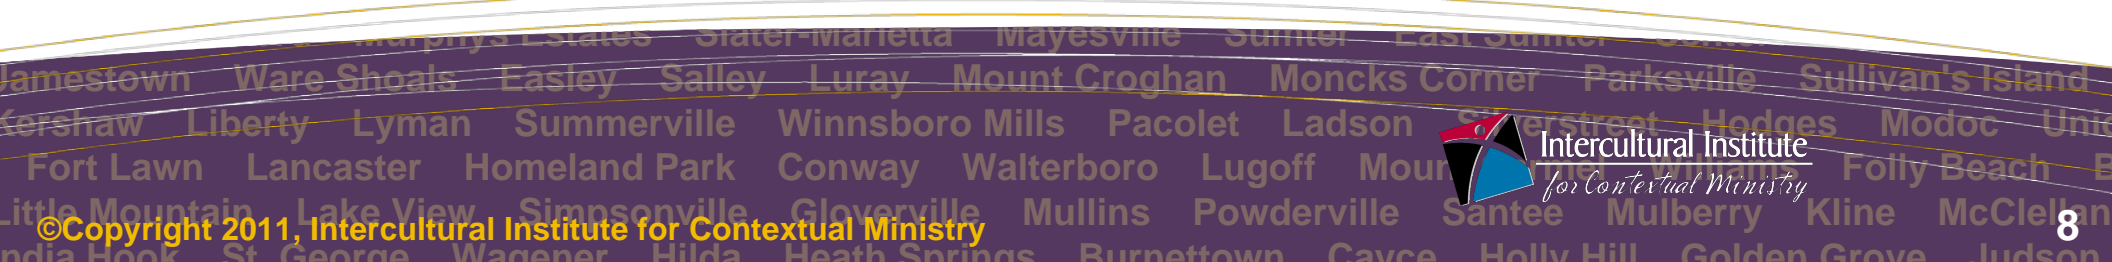 Murphys Estates Slater-Marietta Mayesville Sumter East Sumter
Jamestown Ware Shoals Easley Salley Luray Mount Croghan Moncks Corner Parksville Sullivan's Island
Kershaw Liberty Lyman Summerville Winnsboro Mills Pacolet Ladson Silverstreet Hodges Modoc
Intercultural Institute
for Contextual Ministry
Fort Lawn Lancaster Homeland Park Conway Walterboro Lugoff Folly Beach
Little Mountain Lake View Simpsonville Gloverville Mullins Powderville Santee Mulberry Kline
©Copyright 2011, Intercultural Institute for Contextual Ministry
8
Hook St. George Wagener Hilda Heath Springs Burnettown Cayce Holly Hill Golden Grove Judson